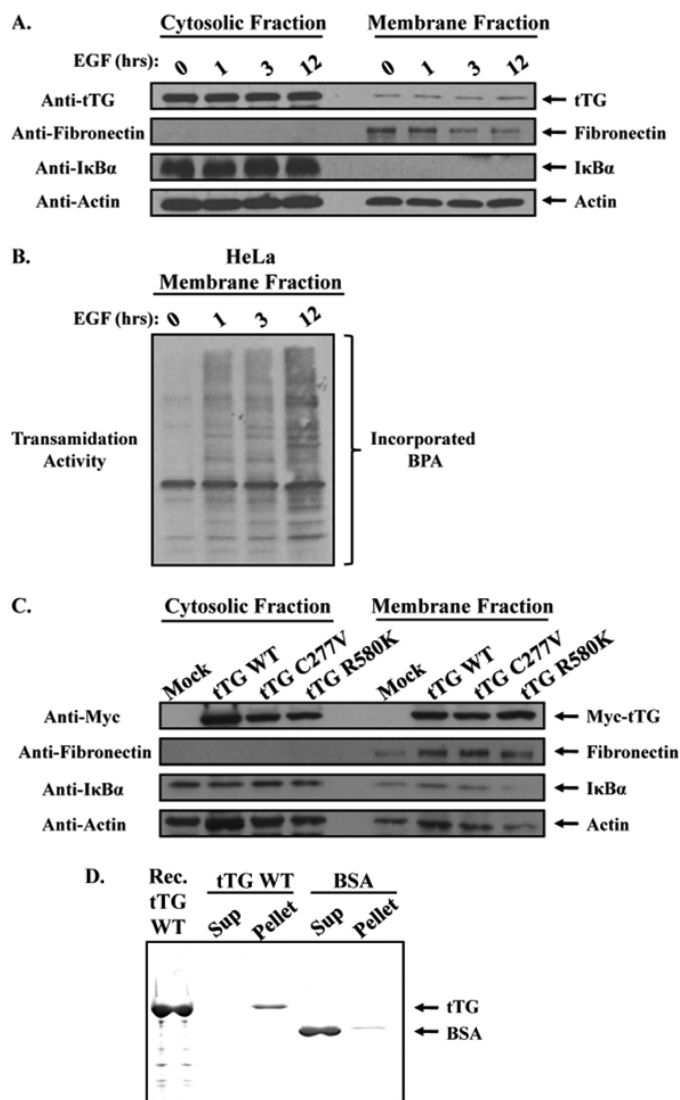 A.
Cytosolic Fraction Membrane Fraction
EGF (hrs): 0 1 3 12 0 1 3 12
Anti-tTG tTG
Anti-Fibronectin Fibronectin
Anti-IκBα IκBα
Anti-Actin Actin
B.
HeLa
Membrane Fraction
EGF (hrs): 0 1 3 12
Transamidation
Activity
Incorporated
BPA
C.
Cytosolic Fraction Membrane Fraction
Mock tTG WT tTG C277V tTG R580K Mock tTG WT tTG C277V tTG R580K
Anti-Myc Myc-tTG
Anti-Fibronectin Fibronectin
Anti-IκBα IκBα
Anti-Actin Actin
D.
Rec.
tTG
WT
tTG WT BSA
Sup Pellet Sup Pellet
tTG
BSA